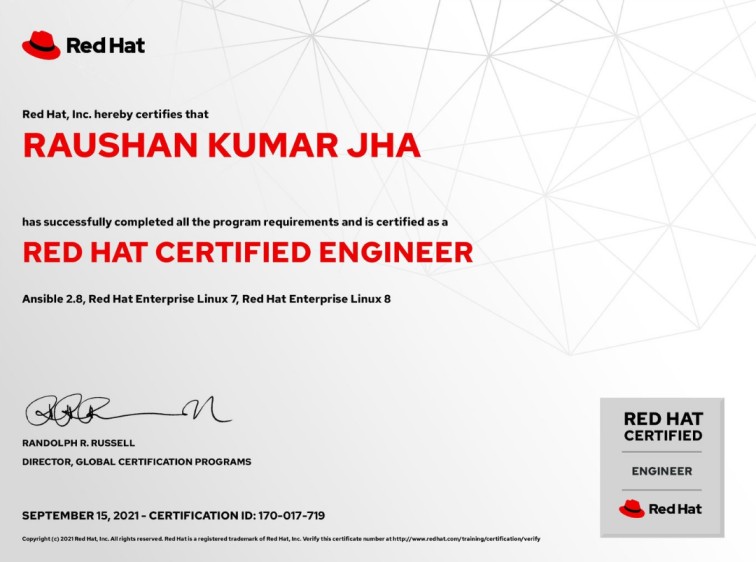 Red Hat
Red Hat, Inc. hereby certifies that
RAUSHAN KUMAR JHA
has successfully completed all the program requirements and is certified as a
RED HAT CERTIFIED ENGINEER
Ansible 2.8, Red Hat Enterprise Linux 7, Red Hat Enterprise Linux 8
RANDOLPH R. RUSSELL
DIRECTOR, GLOBAL CERTIFICATION PROGRAMS
SEPTEMBER 15, 2021 - CERTIFICATION ID: 170-017-719
Copyright (c) 2021 Red Hat, Inc. All rights reserved. Red Hat is a registered trademark of Red Hat, Inc. Verify this certificate number at http://www.redhat.com/training/certification/verify
RED HAT
CERTIFIED
ENGINEER
Red Hat